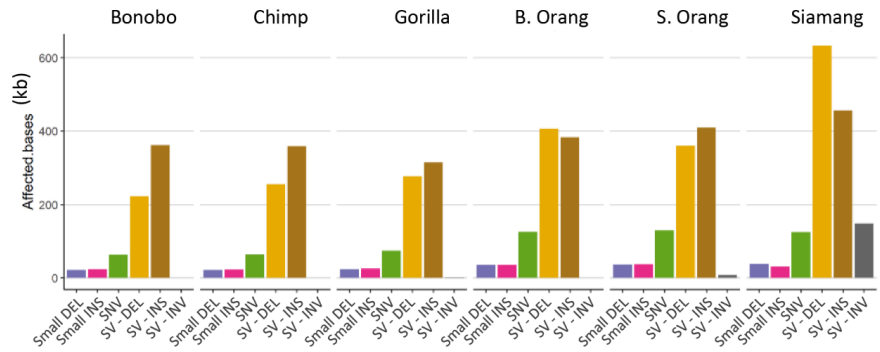 Bonobo
Chimp
Gorilla
B. Orang
S. Orang
Siamang
Affected.bases (kb)
600
400
200
0
Small DEL
Small INS
SNV
SV - DEL
SV - INS
SV - INV
Small DEL
Small INS
SNV
SV - DEL
SV - INS
SV - INV
Small DEL
Small INS
SNV
SV - DEL
SV - INS
SV - INV
Small DEL
Small INS
SNV
SV - DEL
SV - INS
SV - INV
Small DEL
Small INS
SNV
SV - DEL
SV - INS
SV - INV
Small DEL
Small INS
SNV
SV - DEL
SV - INS
SV - INV